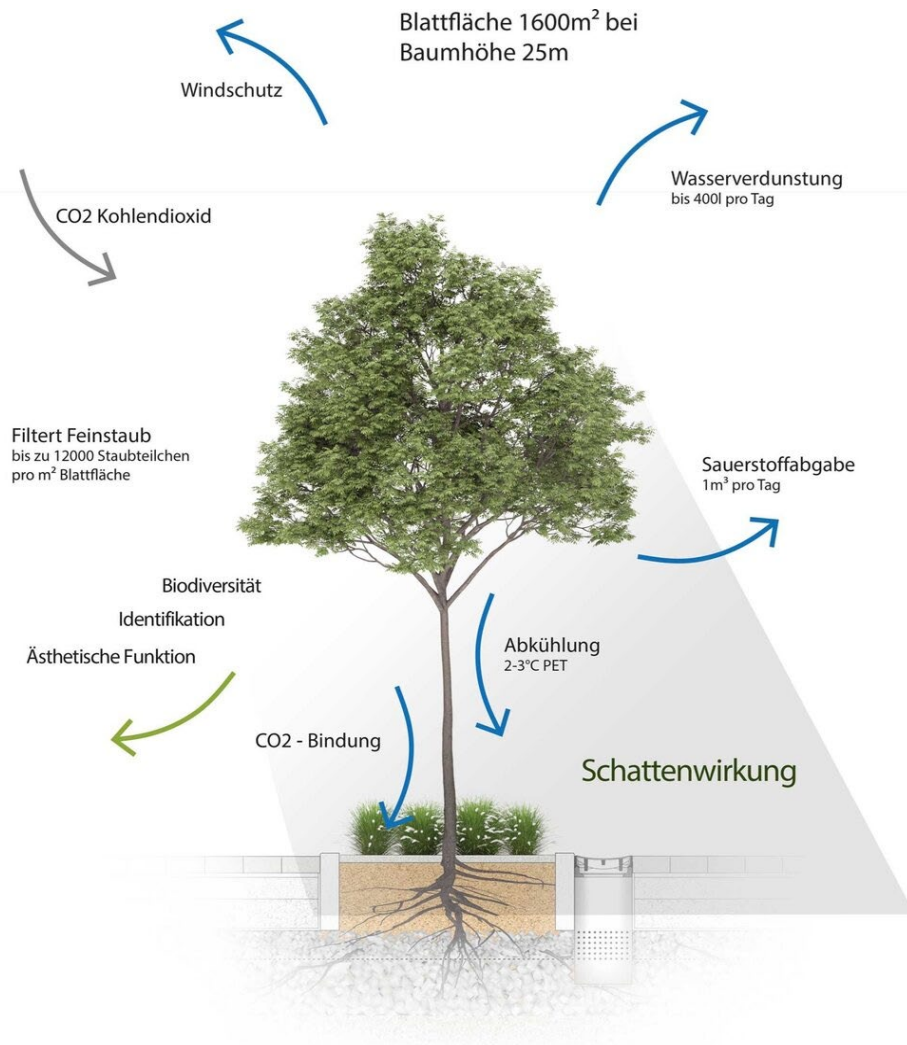 Blattfläche 1600m² bei
Baumhöhe 25m
Windschutz
Wasserverdunstung
bis 400l pro Tag
CO2 Kohlendioxid
Filtert Feinstaub
bis zu 12000 Staubteilchen
pro m² Blattfläche
Sauerstoffabgabe
1m³ pro Tag
Biodiversität
Identifikation
Ästhetische Funktion
Abkühlung
2-3°C PET
CO2 - Bindung
Schattenwirkung